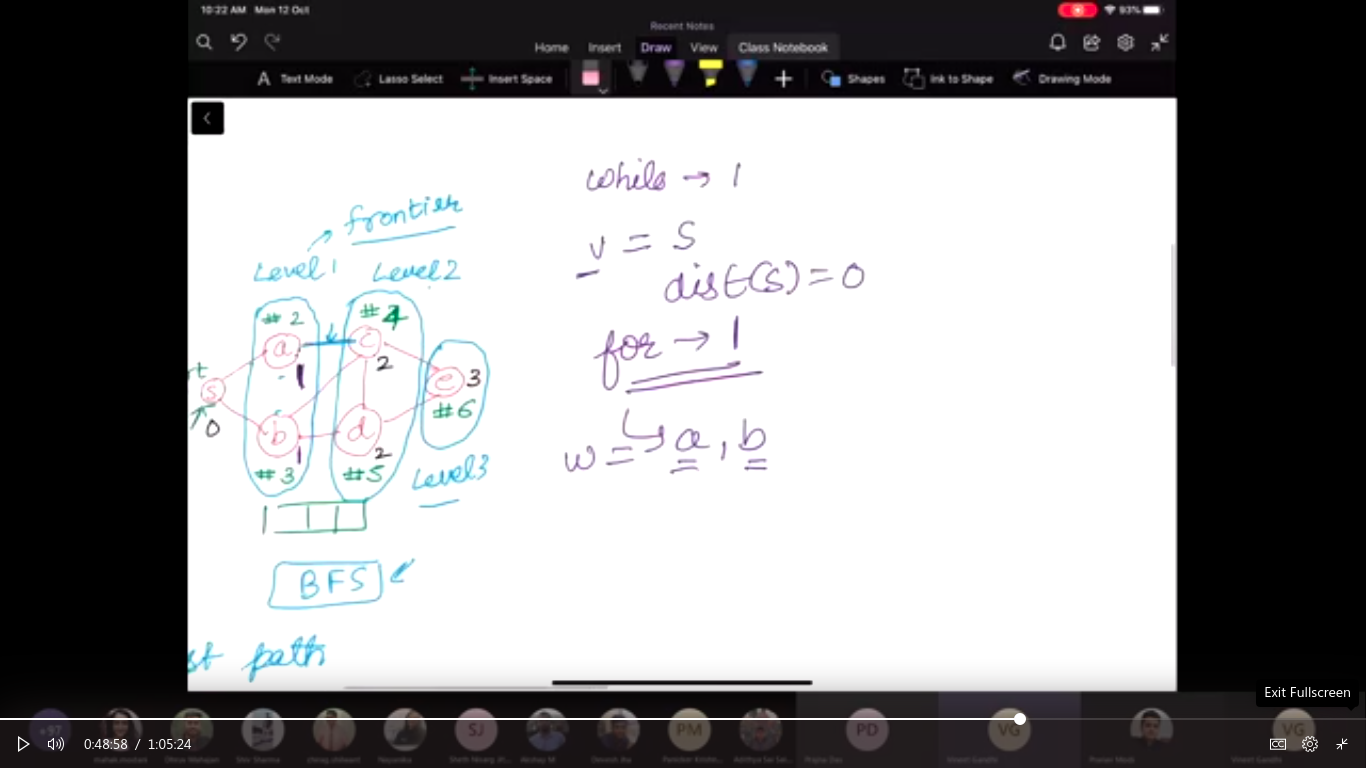 10:22 AM Mon 12 Oct
93%
Recent Notes
Home Insert Draw View Class Notebook
Text Mode Lasso Select Insert Space Shapes Ink to Shape Drawing Mode
while → 1
frontier
v = S
Level 1 Level 2
dist(s) = 0
# 2 #4
for → 1
a c
1 2
s e 3
0 #6
b d
1 2
w = a, b
# 3 #5
Level 3
BFS
st path
Exit Fullscreen
SJ PM PD VG VG
0:48:58 / 1:05:24
CC